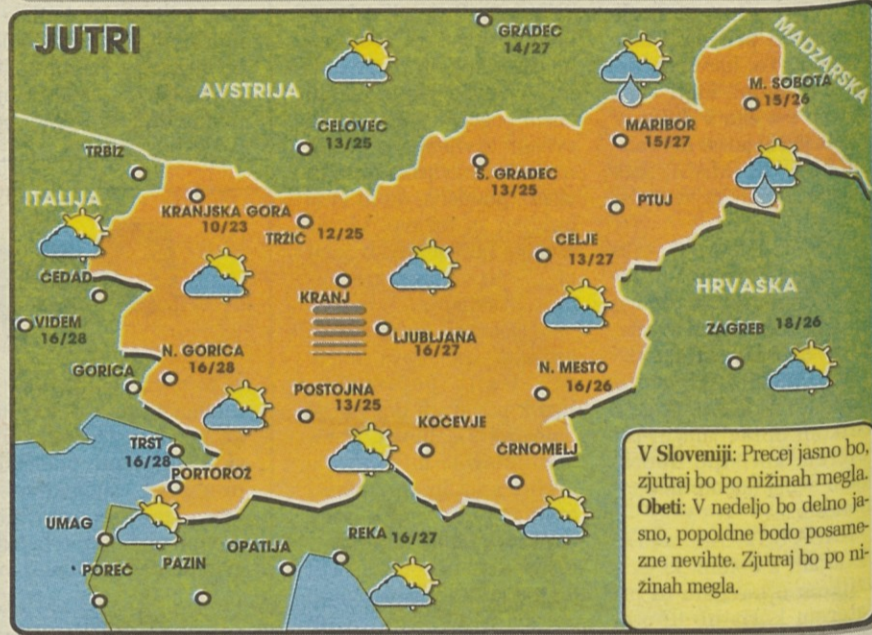 JUTRI
GRADEC
14/27
MADŽARSKA
AVSTRIJA
M. SOBOTA
15/26
CELOVEC
13/25
MARIBOR
15/27
TRBIŽ
S. GRADEC
13/25
ITALIJA
KRANJSKA GORA
10/23
PTUJ
TRŽIČ
12/25
CELJE
13/27
ČEDAD
HRVAŠKA
KRANJ
VIDEM
16/28
LJUBLJANA
16/27
ZAGREB 18/26
N. GORICA
16/28
GORICA
N. MESTO
16/26
POSTOJNA
13/25
KOČEVJE
TRST
16/28
ČRNOMELJ
PORTOROŽ
UMAG
REKA 16/27
OPATIJA
PAZIN
POREČ
V Sloveniji: Precej jasno bo,
zjutraj bo po nižinah megla.
Obeti: V nedeljo bo delno ja-
sno, popoldne bodo posame-
zne nevihte. Zjutraj bo po ni-
žinah megla.